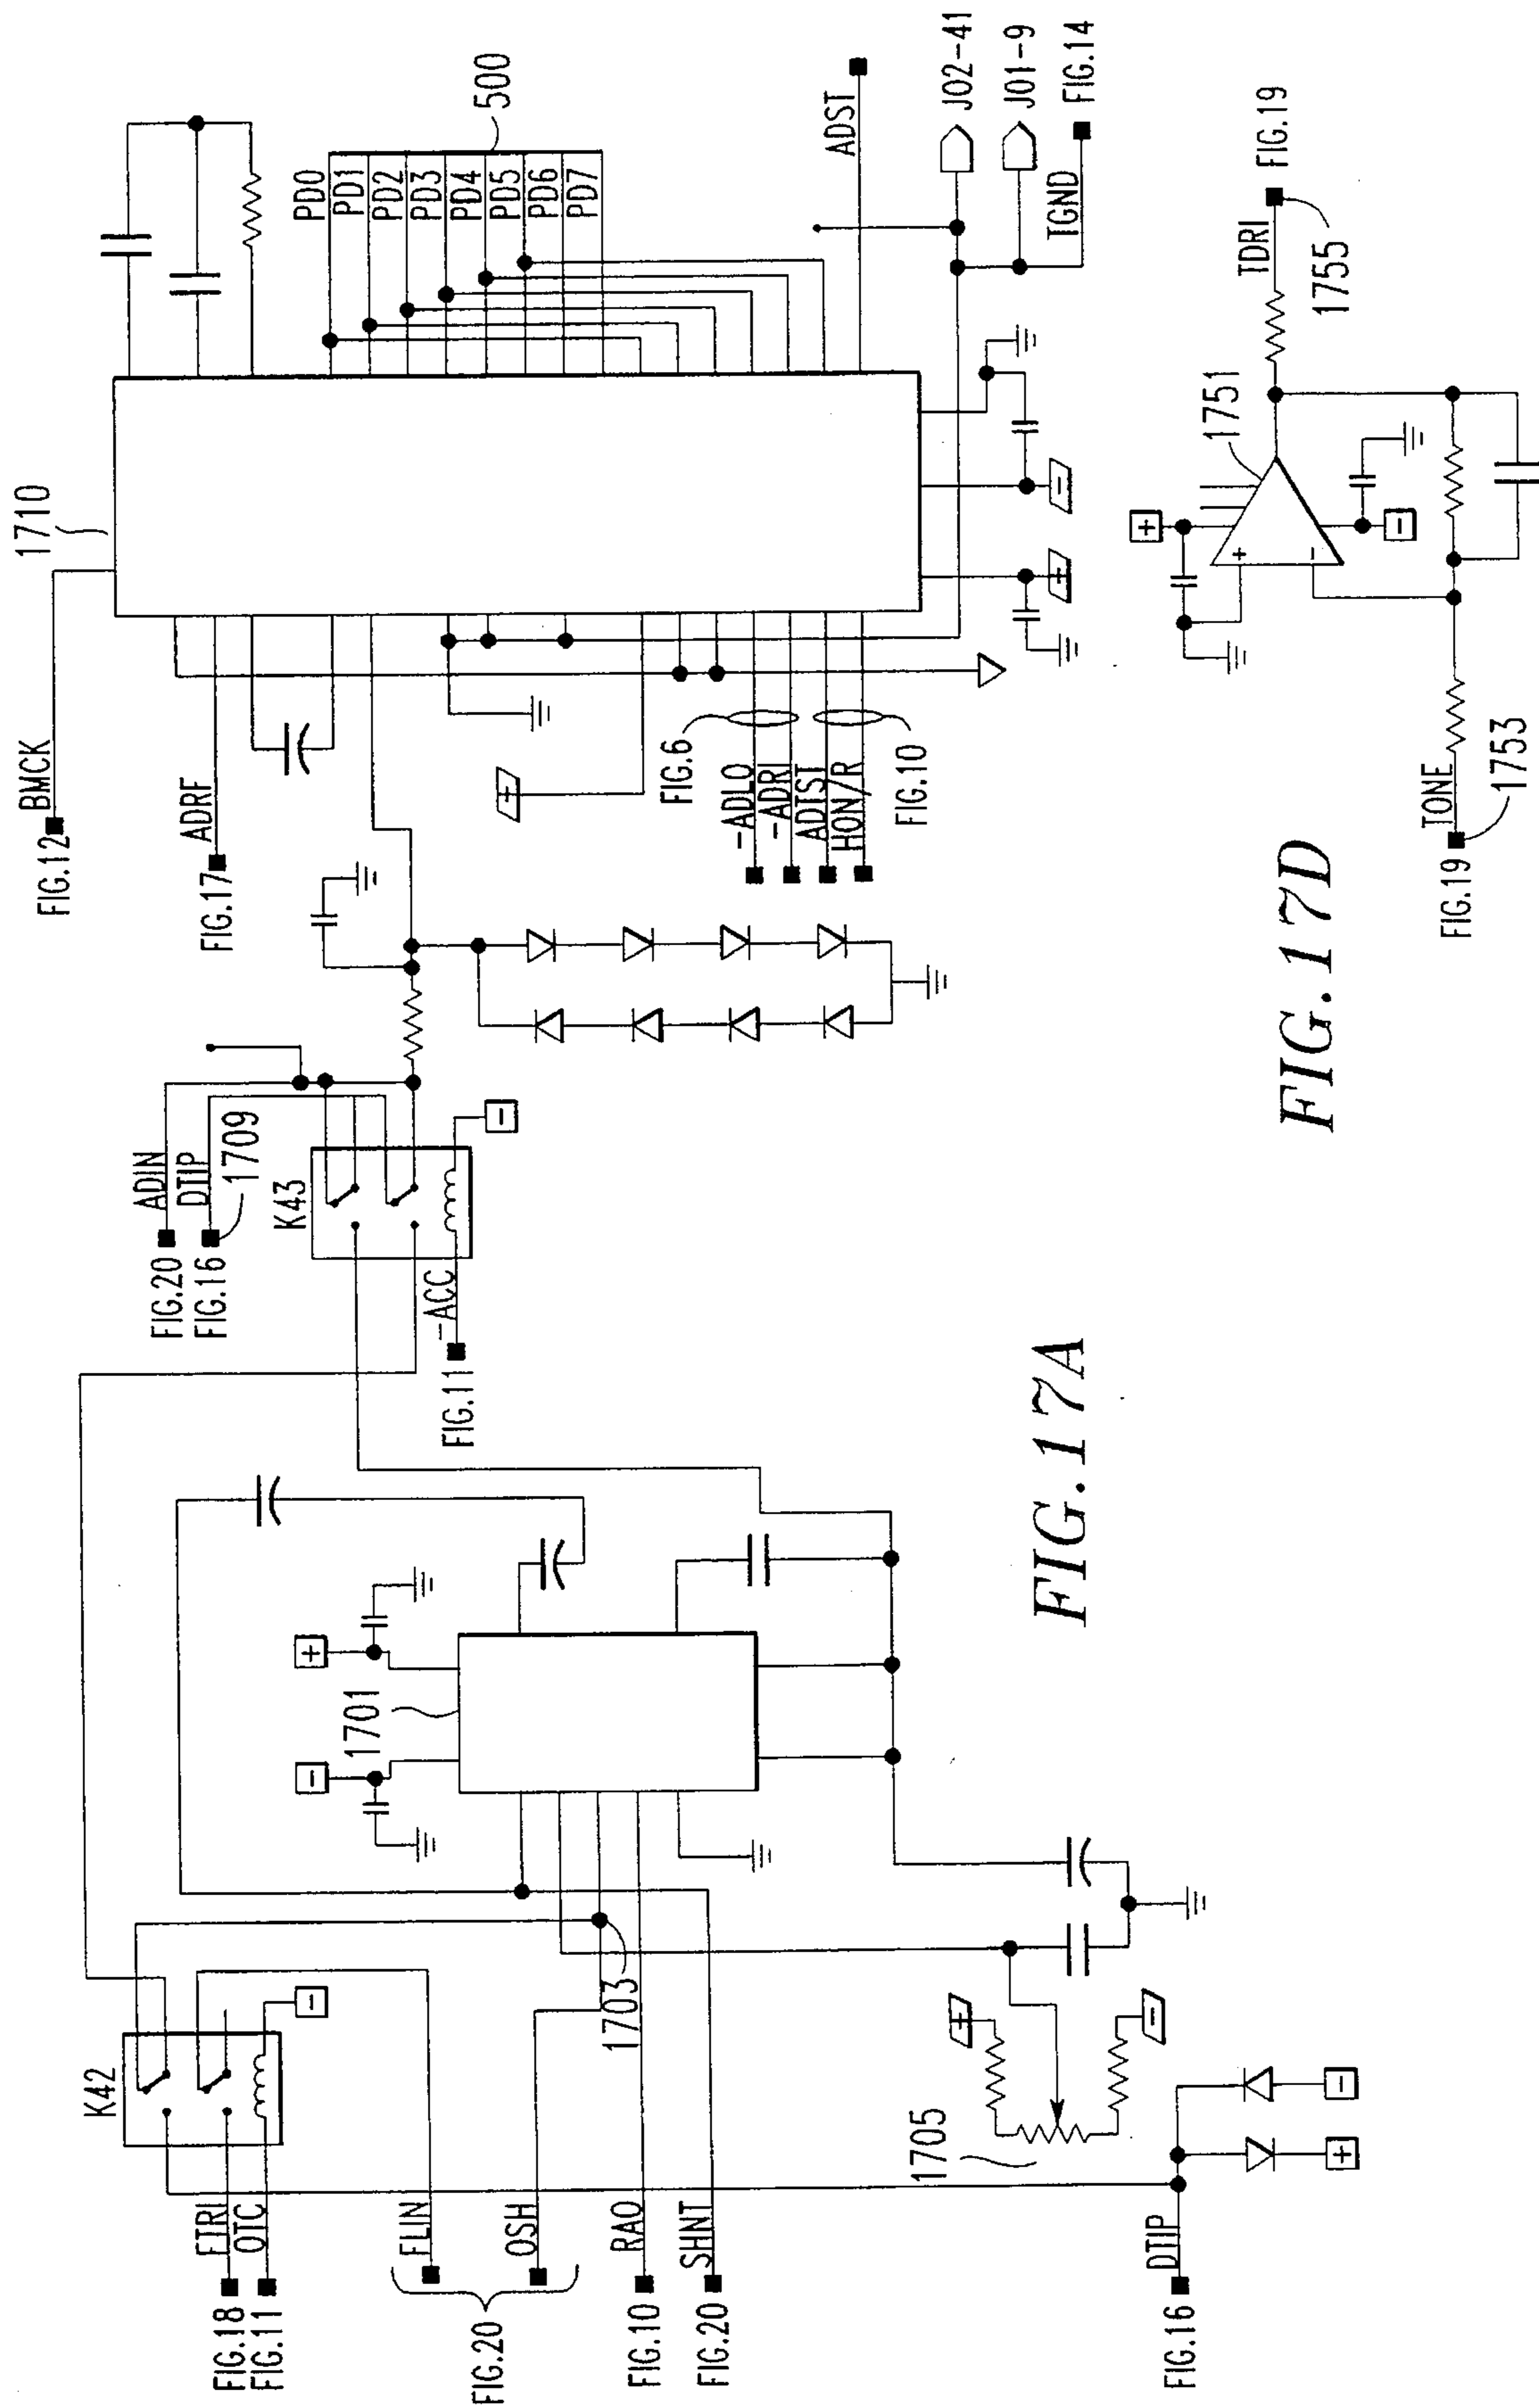 FIG.18
FTRI
FIG.11
OTC
K42
FLIN
OSH
FIG.20
FIG.10
RAO
FIG.20
SHNT
1703
1701
-
+
-
+
-
1705
FIG.16
DTIP
+
-
FIG.20
ADIN
FIG.16
DTIP
1709
K43
FIG.11
-ACC
-
FIG.12
BMCK
FIG.17
ADRF
1710
+
FIG.6
-ADLO
-ADRI
ADTST
HON/R
FIG.10
+
-
PD0
PD1
PD2
PD3
PD4
PD5
PD6
PD7
500
ADST
J02-41
J01-9
TGND
FIG.14
FIG.17A
FIG.19
TONE
1753
+
+
-
-
1751
TDRI
FIG.19
1755
FIG.17D